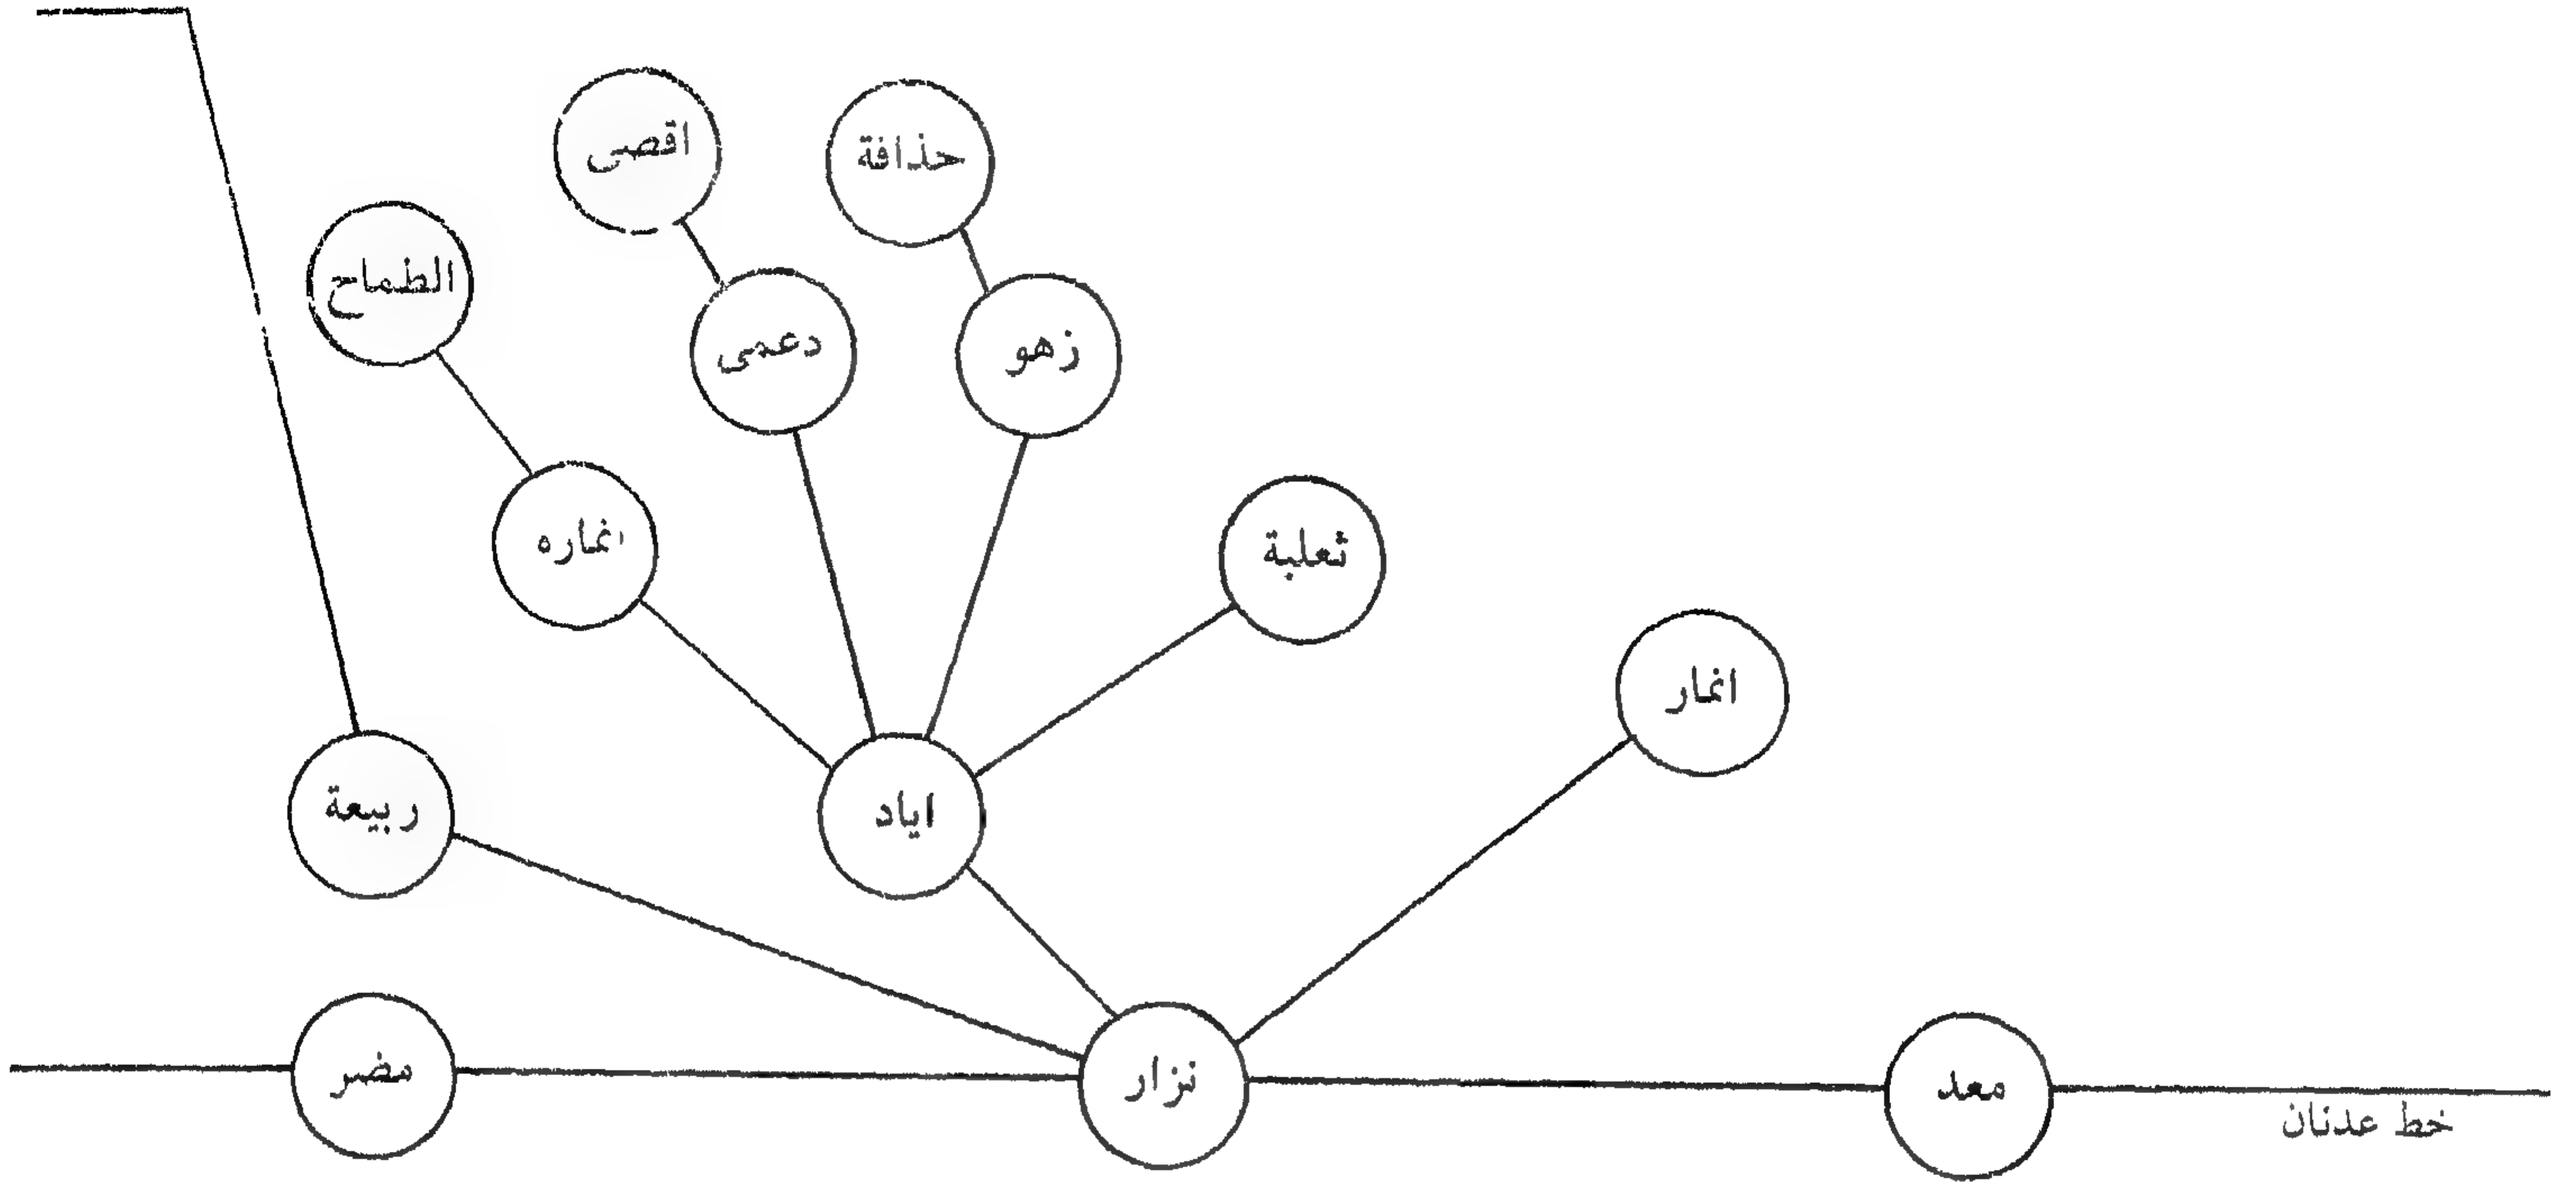 حذافة
اقصى
الطماح
زهو
دعمى
ثعلبة
انماره
انمار
اياد
ربيعة
معد
نزار
مضر
خط عدنان